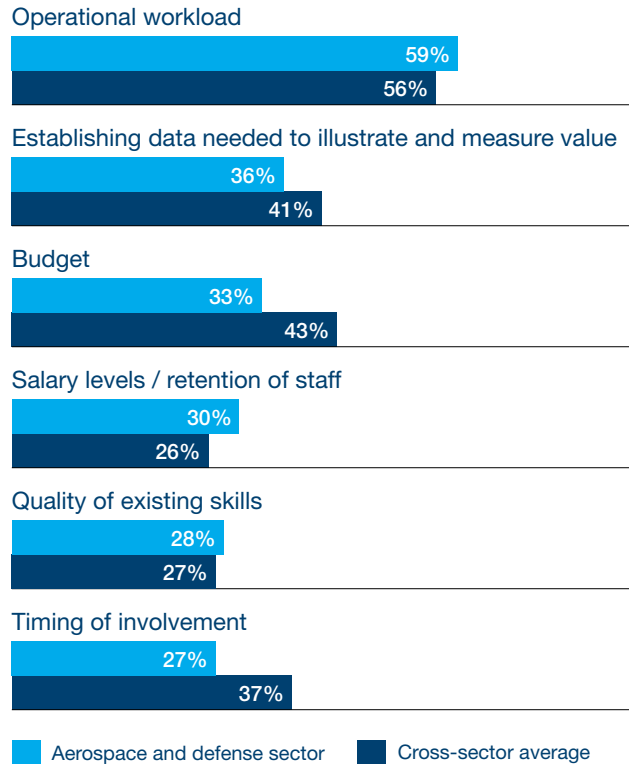 Operational workload
59%
56%
Establishing data needed to illustrate and measure value
36%
41%
Budget
33%
43%
Salary levels / retention of staff
30%
26%
Quality of existing skills
28%
27%
Timing of involvement
27%
37%
Aerospace and defense sector Cross-sector average